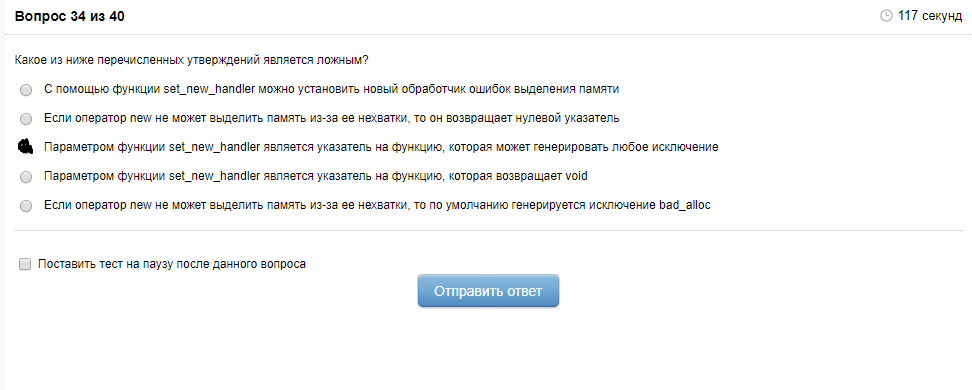 Вопрос 34 из 40
117 секунд
Какое из ниже перечисленных утверждений является ложным?
С помощью функции set_new_handler можно установить новый обработчик ошибок выделения памяти
Если оператор new не может выделить память из-за ее нехватки, то он возвращает нулевой указатель
Параметром функции set_new_handler является указатель на функцию, которая может генерировать любое исключение
Параметром функции set_new_handler является указатель на функцию, которая возвращает void
Если оператор new не может выделить память из-за ее нехватки, то по умолчанию генерируется исключение bad_alloc
Поставить тест на паузу после данного вопроса
Отправить ответ